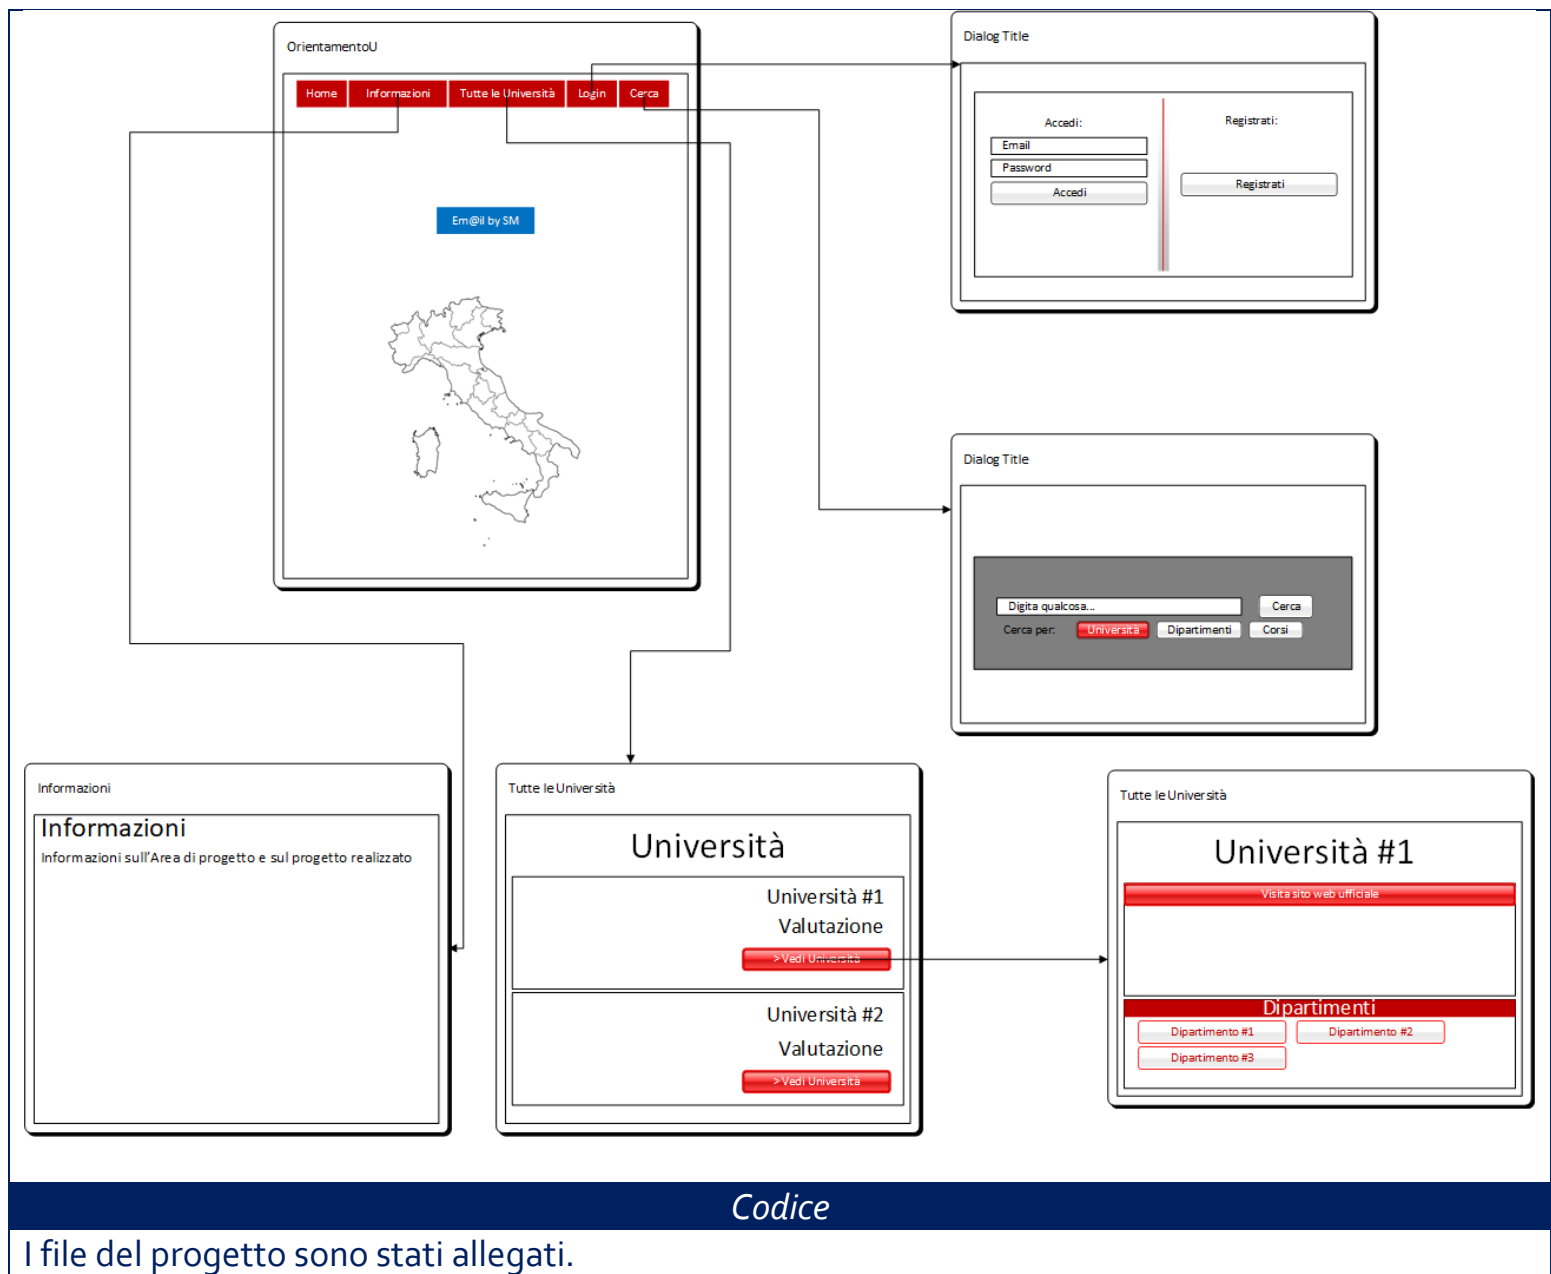 OrientamentoU
Home Informazioni Tutte le Università Login Cerca
Em@il by SM
Dialog Title
Accedi:
Email
Password
Accedi
Registrati:
Registrati
Dialog Title
Digita qualcosa... Cerca
Cerca per: Università Dipartimenti Corsi
Informazioni
Informazioni
Informazioni sull'Area di progetto e sul progetto realizzato
Tutte le Università
Università
Università #1
Valutazione
> Vedi Università
Università #2
Valutazione
> Vedi Università
Tutte le Università
Università #1
Visita sito web ufficiale
Dipartimenti
Dipartimento #1 Dipartimento #2
Dipartimento #3
Codice
I file del progetto sono stati allegati.